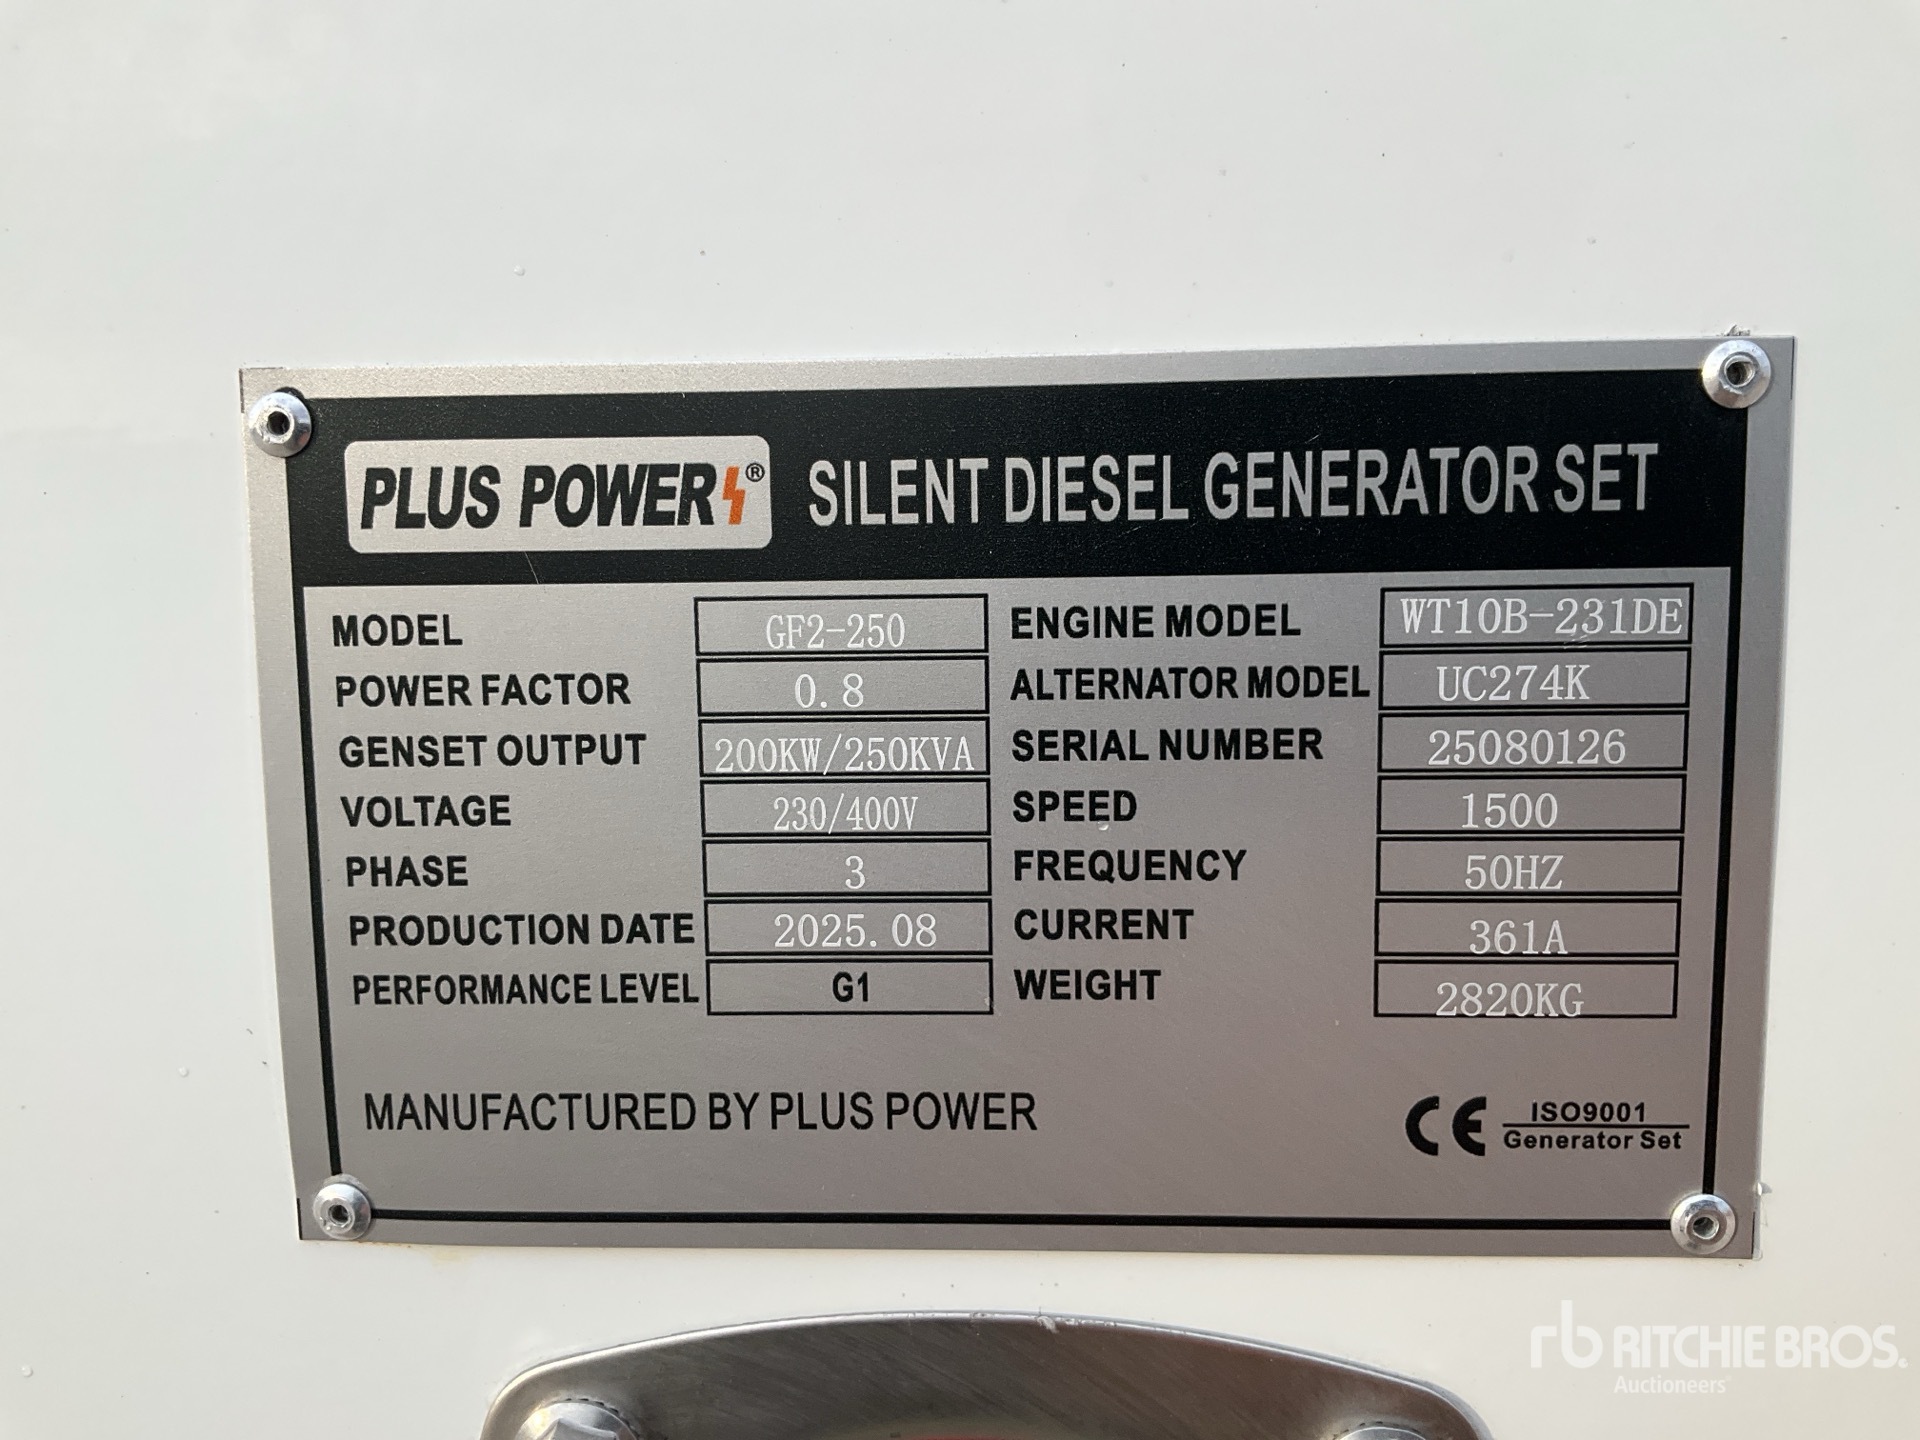 PLUS POWER® SILENT DIESEL GENERATOR SET
MODEL GF2-250 ENGINE MODEL WT10B-231DE
POWER FACTOR 0.8 ALTERNATOR MODEL UC274K
GENSET OUTPUT 200KW/250KVA SERIAL NUMBER 25080126
VOLTAGE 230/400V SPEED 1500
PHASE 3 FREQUENCY 50HZ
PRODUCTION DATE 2025.08 CURRENT 361A
PERFORMANCE LEVEL G1 WEIGHT 2820KG
MANUFACTURED BY PLUS POWER
CE ISO9001
Generator Set
rb RITCHIE BROS.
Auctioneers